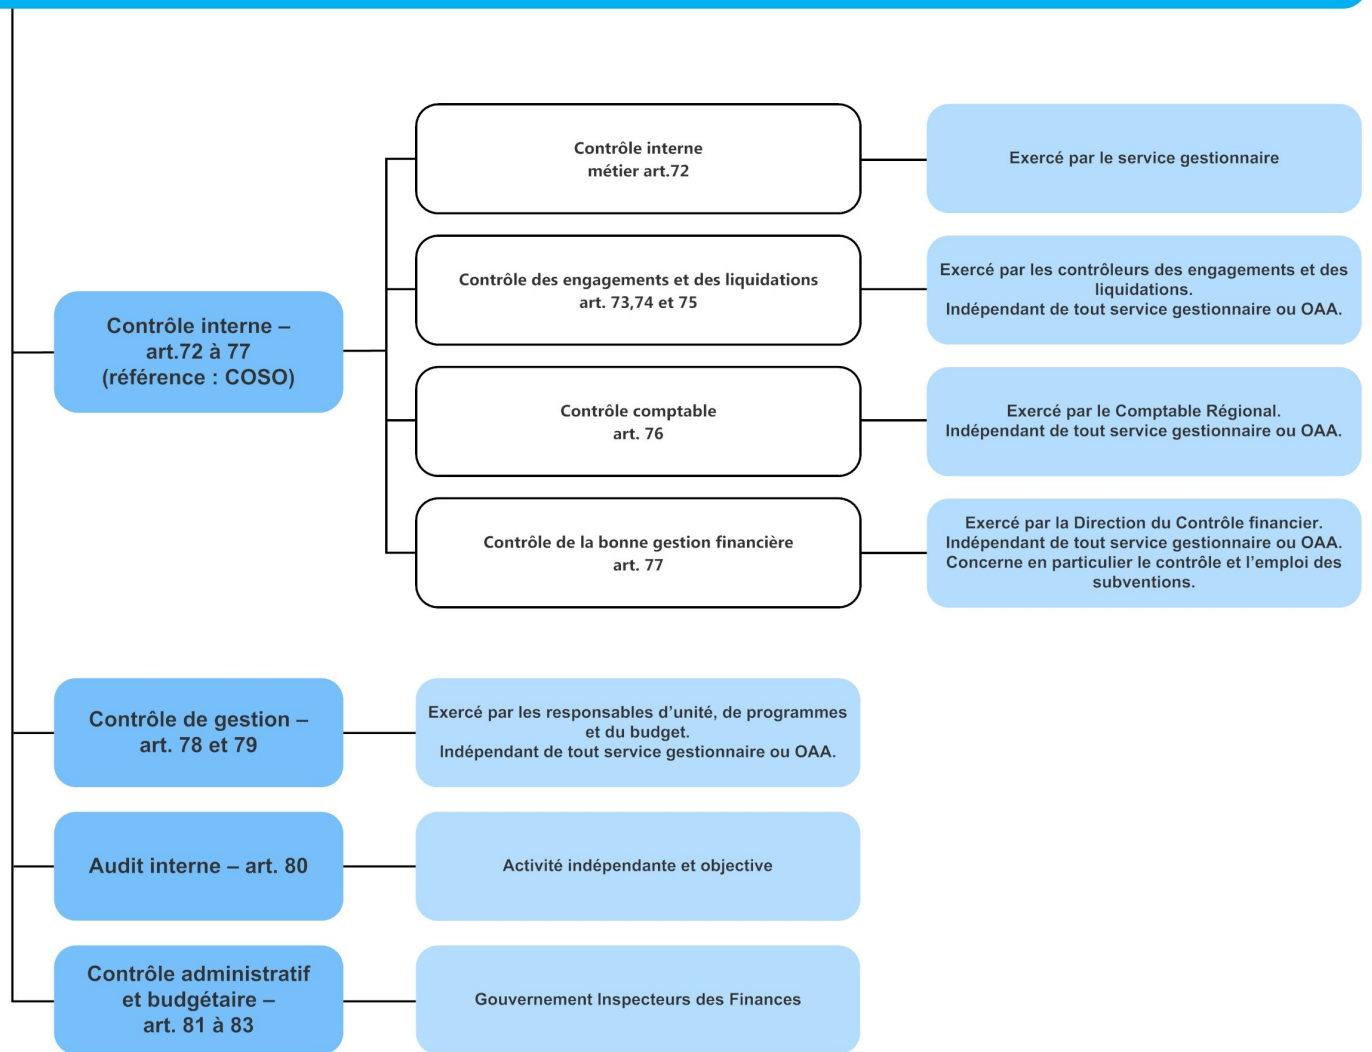 Contrôle interne
métier art.72
Exercé par le service gestionnaire
Contrôle des engagements et des liquidations
art. 73,74 et 75
Exercé par les contrôleurs des engagements et des
liquidations.
Indépendant de tout service gestionnaire ou OAA.
Contrôle interne –
art.72 à 77
(référence : COSO)
Contrôle comptable
art. 76
Exercé par le Comptable Régional.
Indépendant de tout service gestionnaire ou OAA.
Contrôle de la bonne gestion financière
art. 77
Exercé par la Direction du Contrôle financier.
Indépendant de tout service gestionnaire ou OAA.
Concerne en particulier le contrôle et l’emploi des
subventions.
Contrôle de gestion –
art. 78 et 79
Exercé par les responsables d’unité, de programmes
et du budget.
Indépendant de tout service gestionnaire ou OAA.
Audit interne – art. 80
Activité indépendante et objective
Contrôle administratif
et budgétaire –
art. 81 à 83
Gouvernement Inspecteurs des Finances